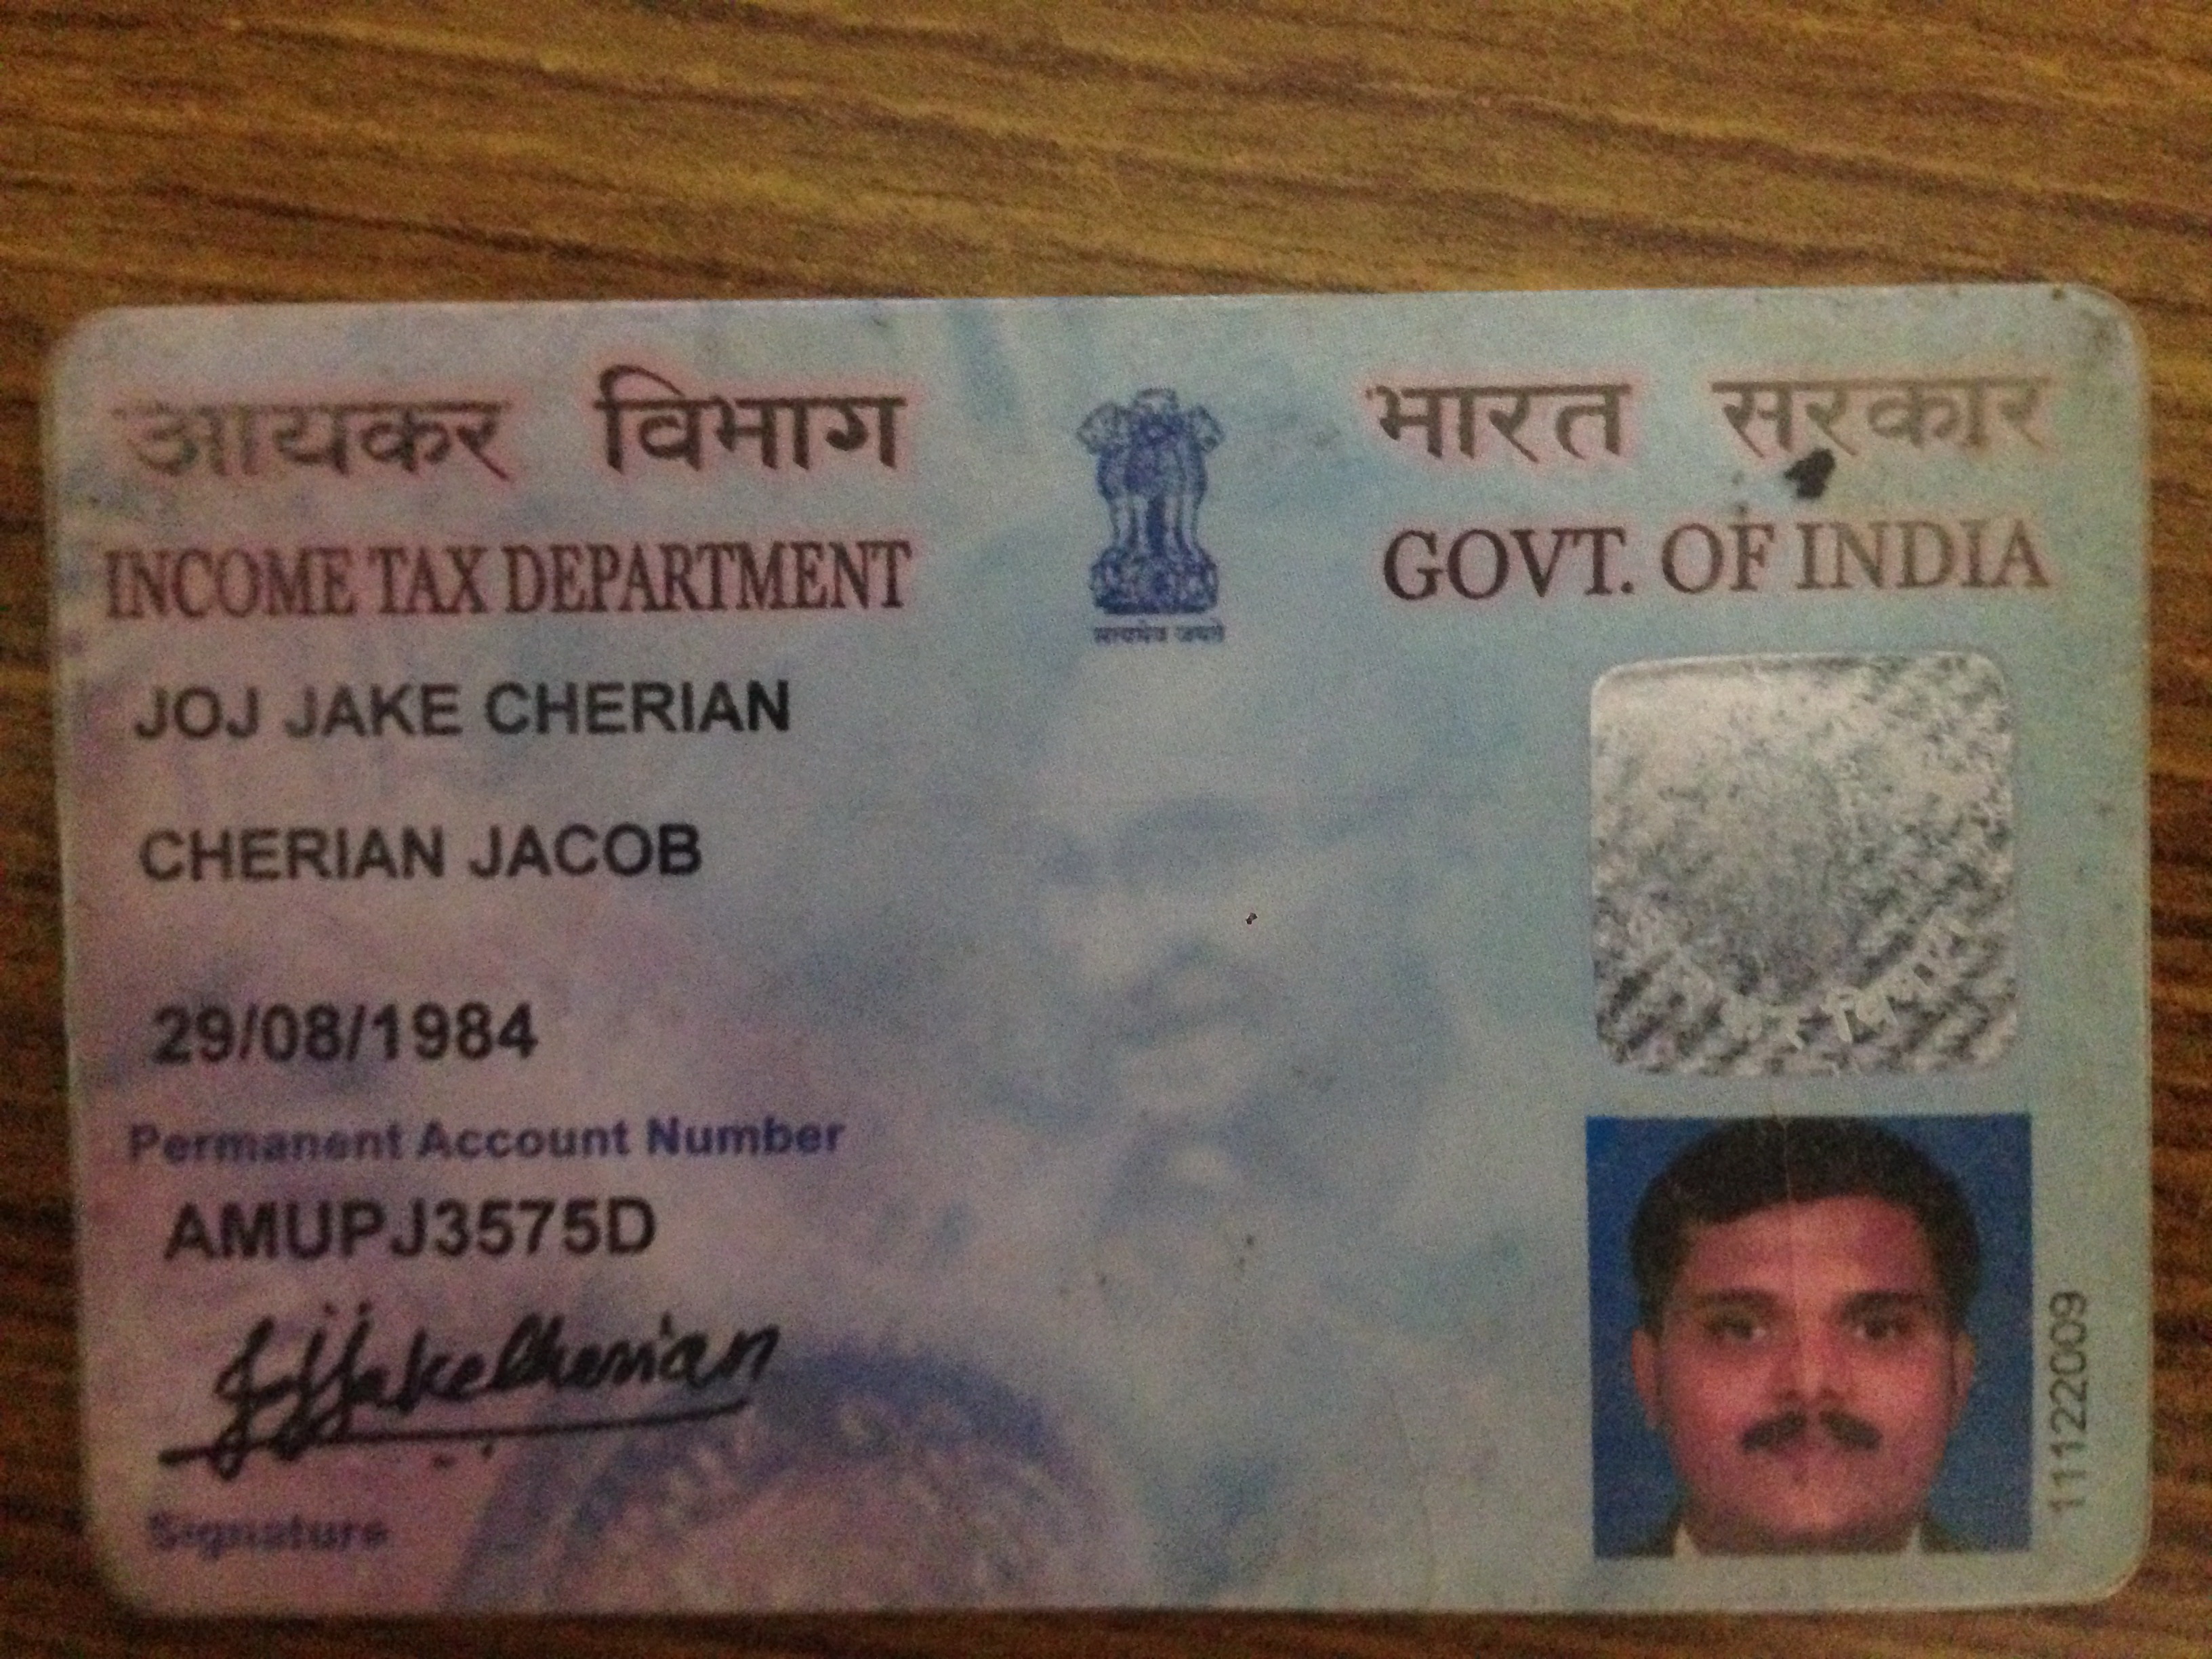 आयकर विभाग
भारत सरकार
INCOME TAX DEPARTMENT
GOVT. OF INDIA
सत्यमेव जयते
JOJ JAKE CHERIAN
CHERIAN JACOB
29/08/1984
Permanent Account Number
AMUPJ3575D
JojJakeCherian
Signature
11122009